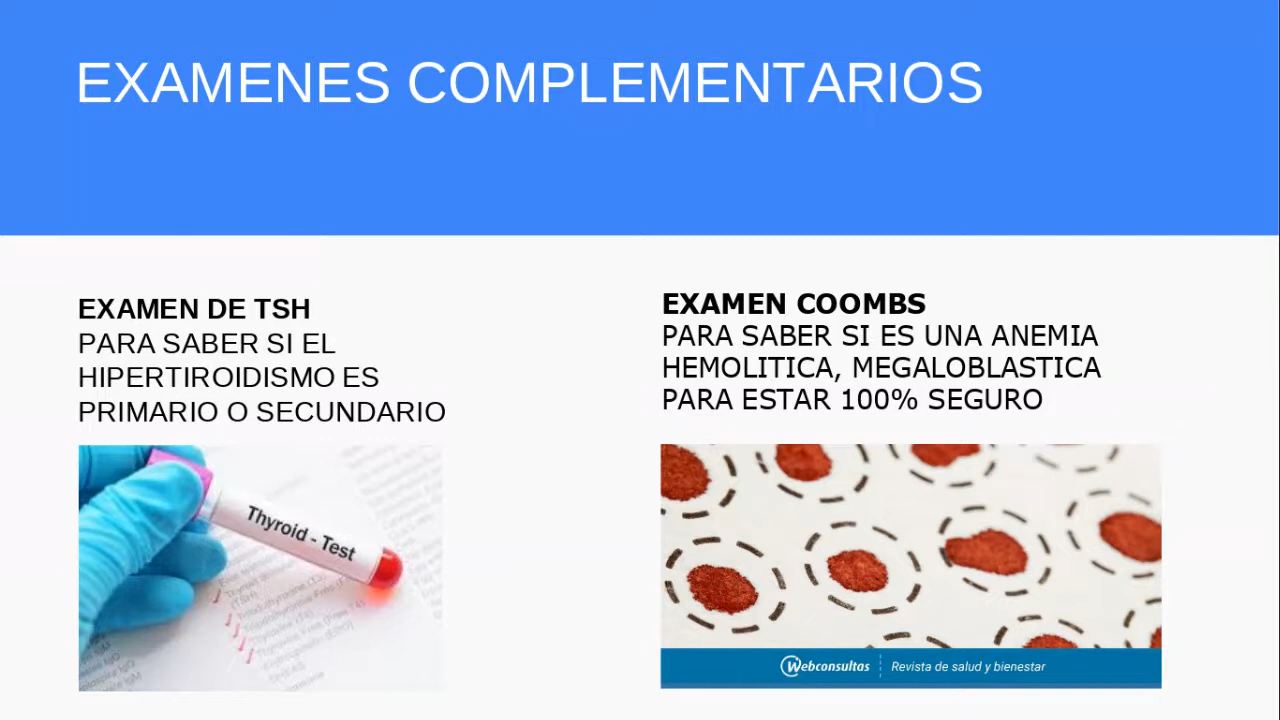 EXAMENES COMPLEMENTARIOS
EXAMEN DE TSH
PARA SABER SI EL
HIPERTIROIDISMO ES
PRIMARIO O SECUNDARIO
EXAMEN COOMBS
PARA SABER SI ES UNA ANEMIA
HEMOLITICA, MEGALOBLASTICA
PARA ESTAR 100% SEGURO
Thyroid - Test
(TSH)
Webconsultas Revista de salud y bienestar